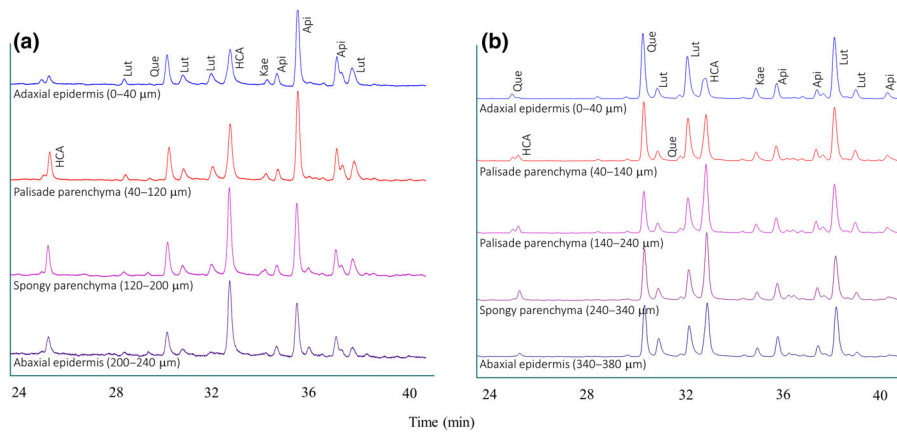 (a)
Lut
Que
Lut
Lut
HCA
Kae
Api
Api
Api
Lut
Adaxial epidermis (0–40 µm)
HCA
Palisade parenchyma (40–120 µm)
Spongy parenchyma (120–200 µm)
Abaxial epidermis (200–240 µm)
24 28 32 36 40
(b)
Que
Que
Lut
Lut
HCA
Kae
Api
Api
Lut
Lut
Api
Adaxial epidermis (0–40 µm)
HCA
Que
Palisade parenchyma (40–140 µm)
Palisade parenchyma (140–240 µm)
Spongy parenchyma (240–340 µm)
Abaxial epidermis (340–380 µm)
24 28 32 36 40
Time (min)